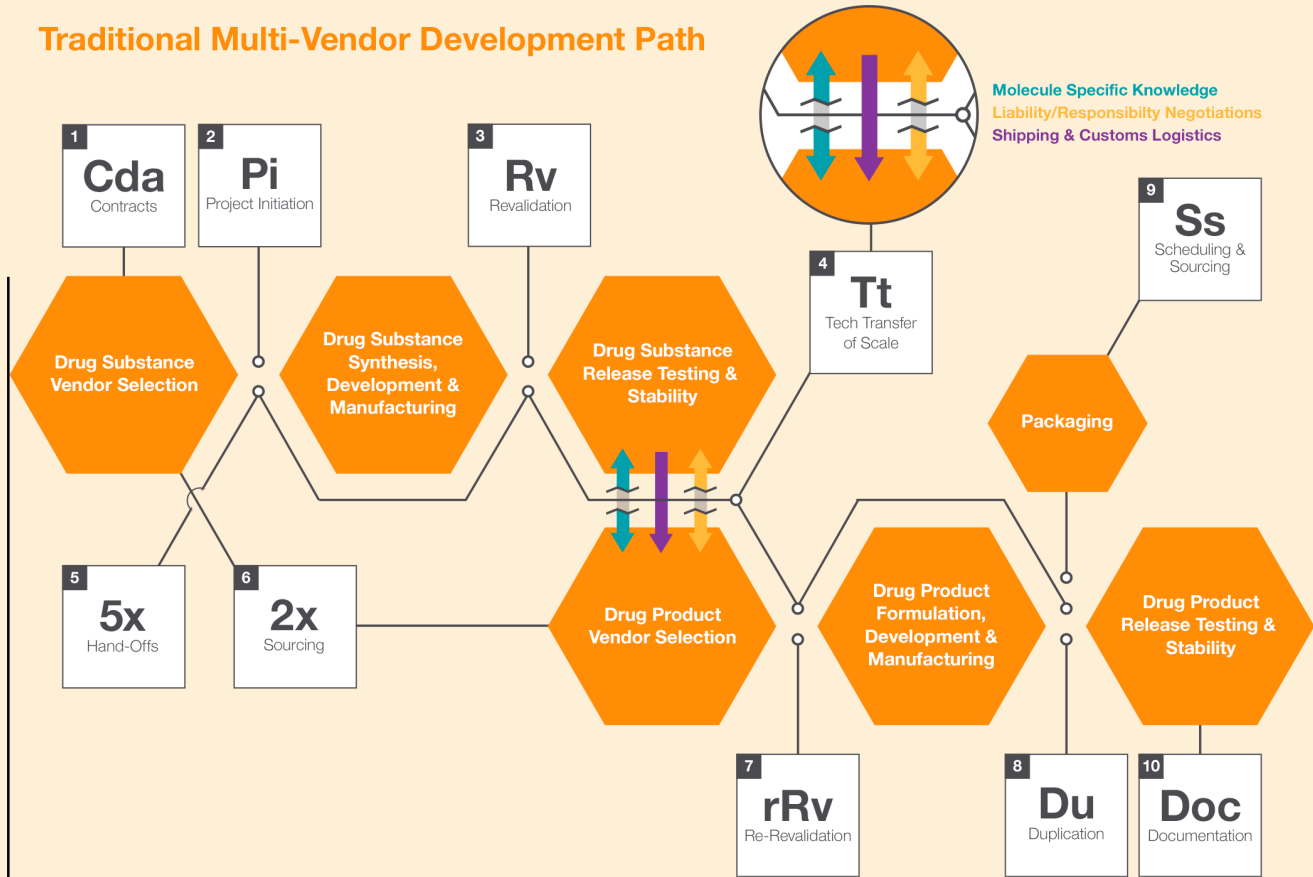 Traditional Multi-Vendor Development Path
Molecule Specific Knowledge
Liability/Responsibilty Negotiations
Shipping & Customs Logistics
1
Cda
Contracts
2
Pi
Project Initiation
3
Rv
Revalidation
4
Tt
Tech Transfer
of Scale
9
Ss
Scheduling &
Sourcing
Drug Substance
Vendor Selection
Drug Substance
Synthesis,
Development &
Manufacturing
Drug Substance
Release Testing &
Stability
Packaging
5
5x
Hand-Offs
6
2x
Sourcing
Drug Product
Vendor Selection
Drug Product
Formulation,
Development &
Manufacturing
Drug Product
Release Testing &
Stability
7
rRv
Re-Revalidation
8
Du
Duplication
10
Doc
Documentation